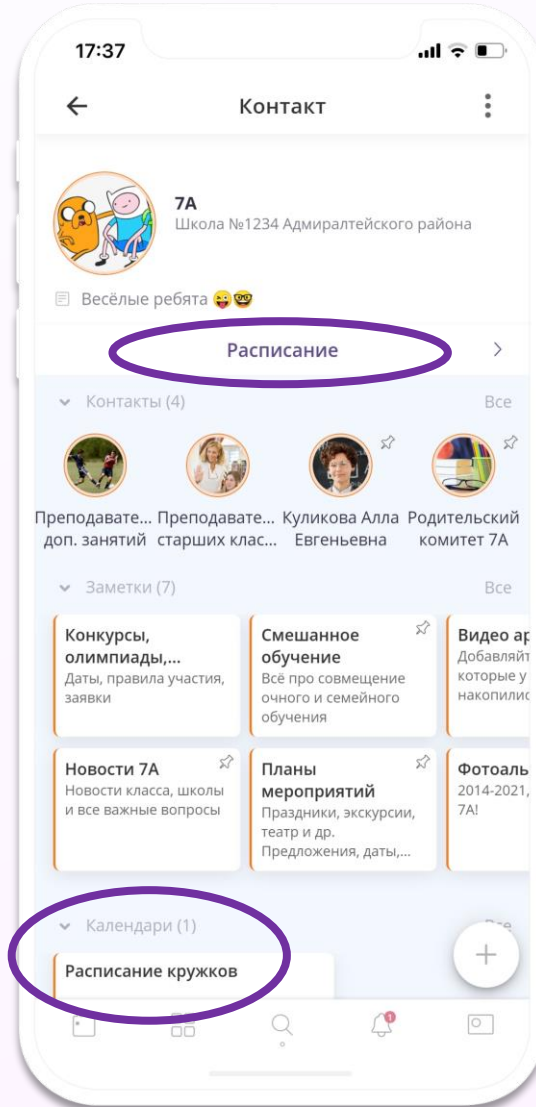 17:37
Контакт
7А
Школа №1234 Адмиралтейского района
Весёлые ребята 😜🤓
Расписание
Контакты (4)
Все
Преподавате...
доп. занятий
Преподавате...
старших клас...
Куликова Алла
Евгеньевна
Родительский
комитет 7А
Заметки (7)
Все
Конкурсы,
олимпиады,...
Даты, правила участия,
заявки
Смешанное
обучение
Всё про совмещение
очного и семейного
обучения
Видео ар
Добавляйт
которые у
накопилис
Новости 7А
Новости класса, школы
и все важные вопросы
Планы
мероприятий
Праздники, экскурсии,
театр и др.
Предложения, даты,...
Фотоаль
2014-2021,
7А!
Календари (1)
Все
Расписание кружков
1